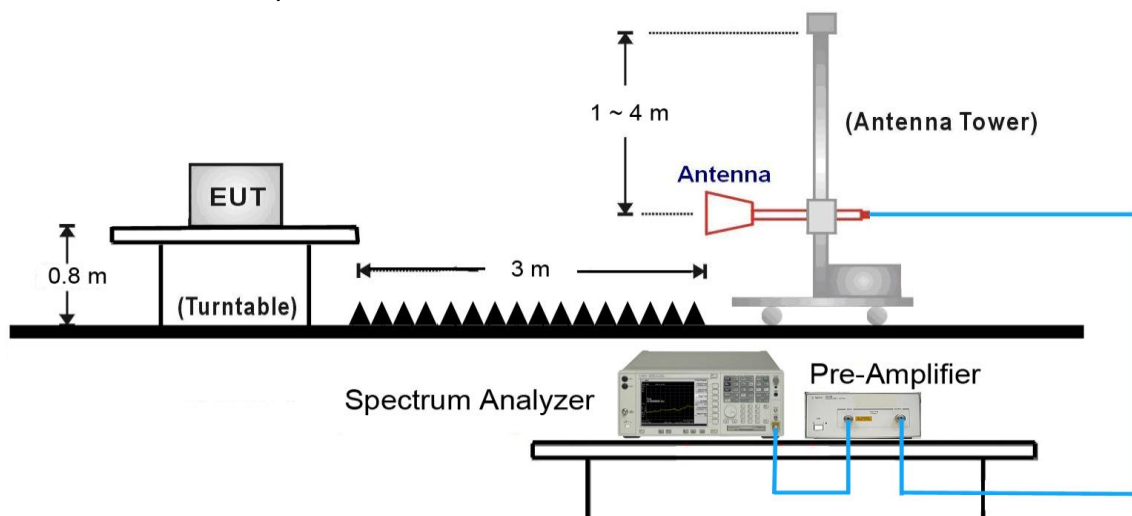 1 ~ 4 m
(Antenna Tower)
Antenna
EUT
0.8 m
3 m
(Turntable)
Pre-Amplifier
Spectrum Analyzer